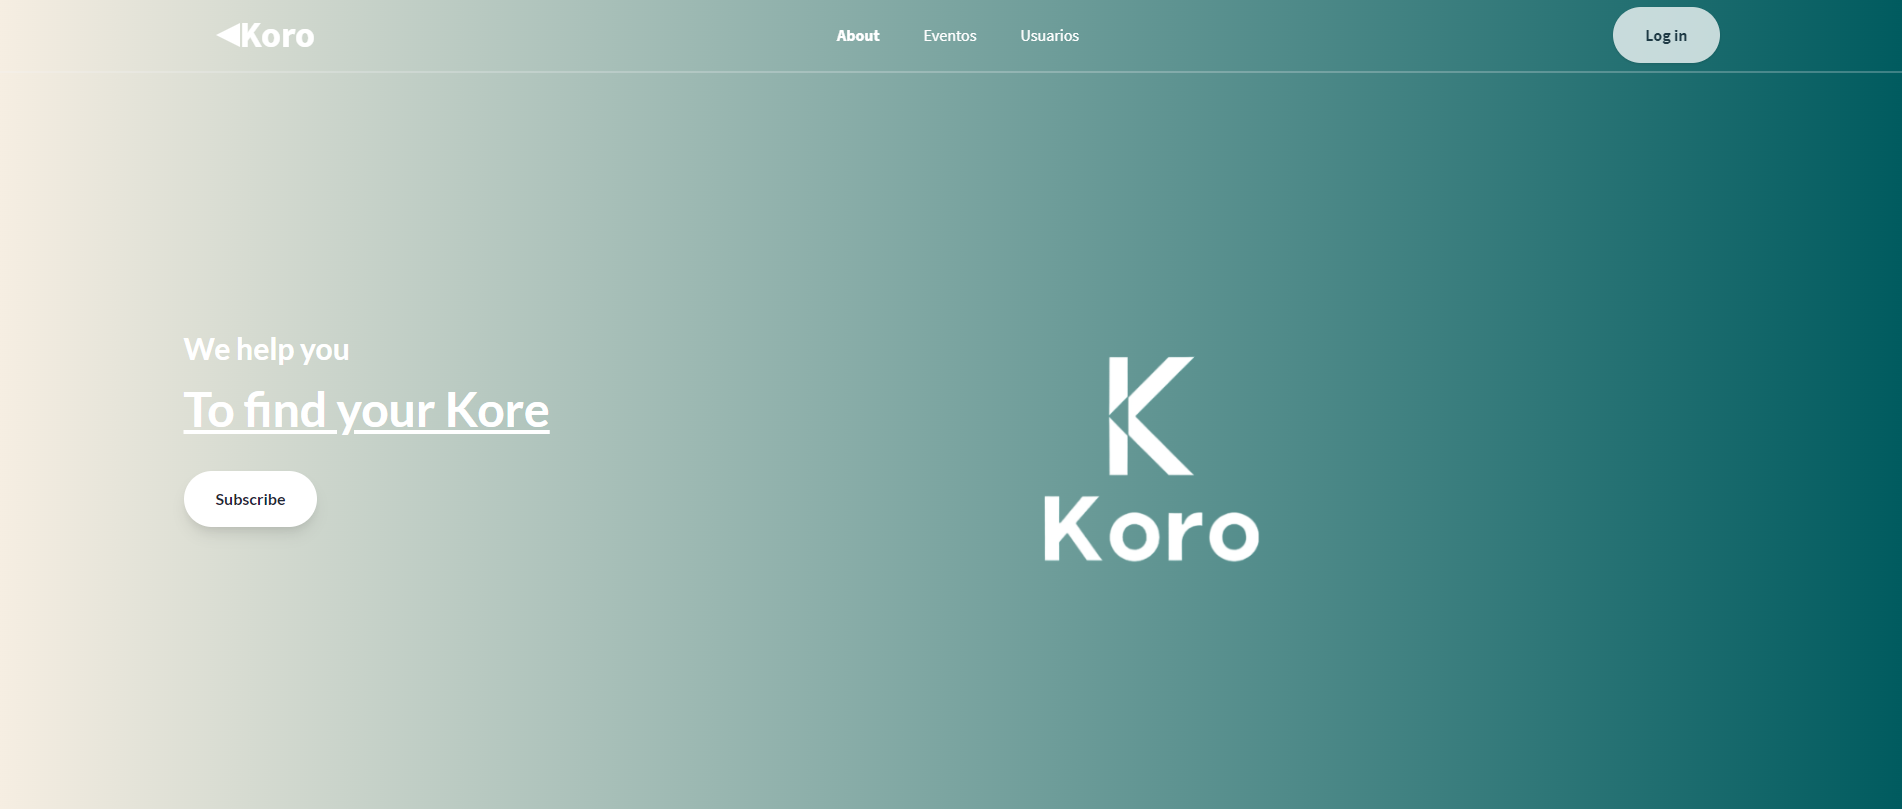 Koro
About
Eventos
Usuarios
Log in
We help you
To find your Kore
Subscribe
K
Koro